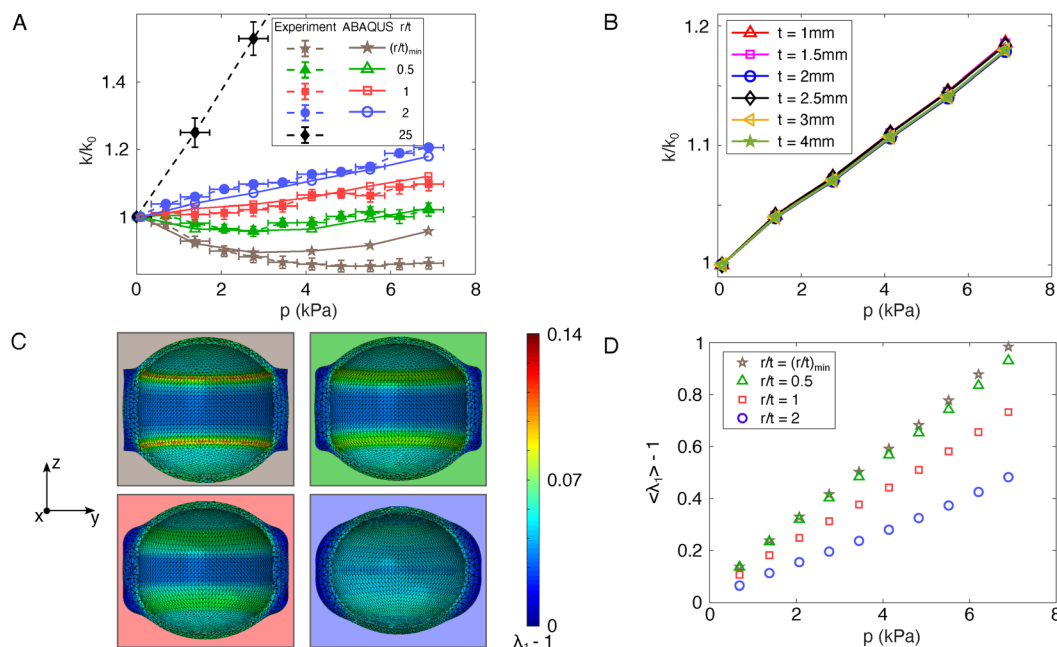 A
Experiment ABAQUS r/t
(r/t)min
0.5
1
2
25
k/k0
1.4
1.2
1
0 2 4 6 8
p (kPa)
B
t = 1mm
t = 1.5mm
t = 2mm
t = 2.5mm
t = 3mm
t = 4mm
k/k0
1.2
1.1
1
0 2 4 6 8
p (kPa)
C
z
x y
0.14
0.07
0
λ1 - 1
D
r/t = (r/t)min
r/t = 0.5
r/t = 1
r/t = 2
<λ1> - 1
1
0.8
0.6
0.4
0.2
0
0 2 4 6 8
p (kPa)